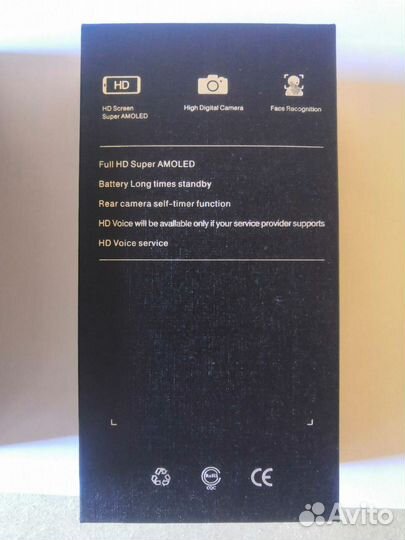 HD
HD Screen
Super AMOLED
High Digital Camera
Face Recognition
Full HD Super AMOLED
Battery Long times standby
Rear camera self-timer function
HD Voice will be available only if your service provider supports
HD Voice service
RoHS
CQC
CE
Avito